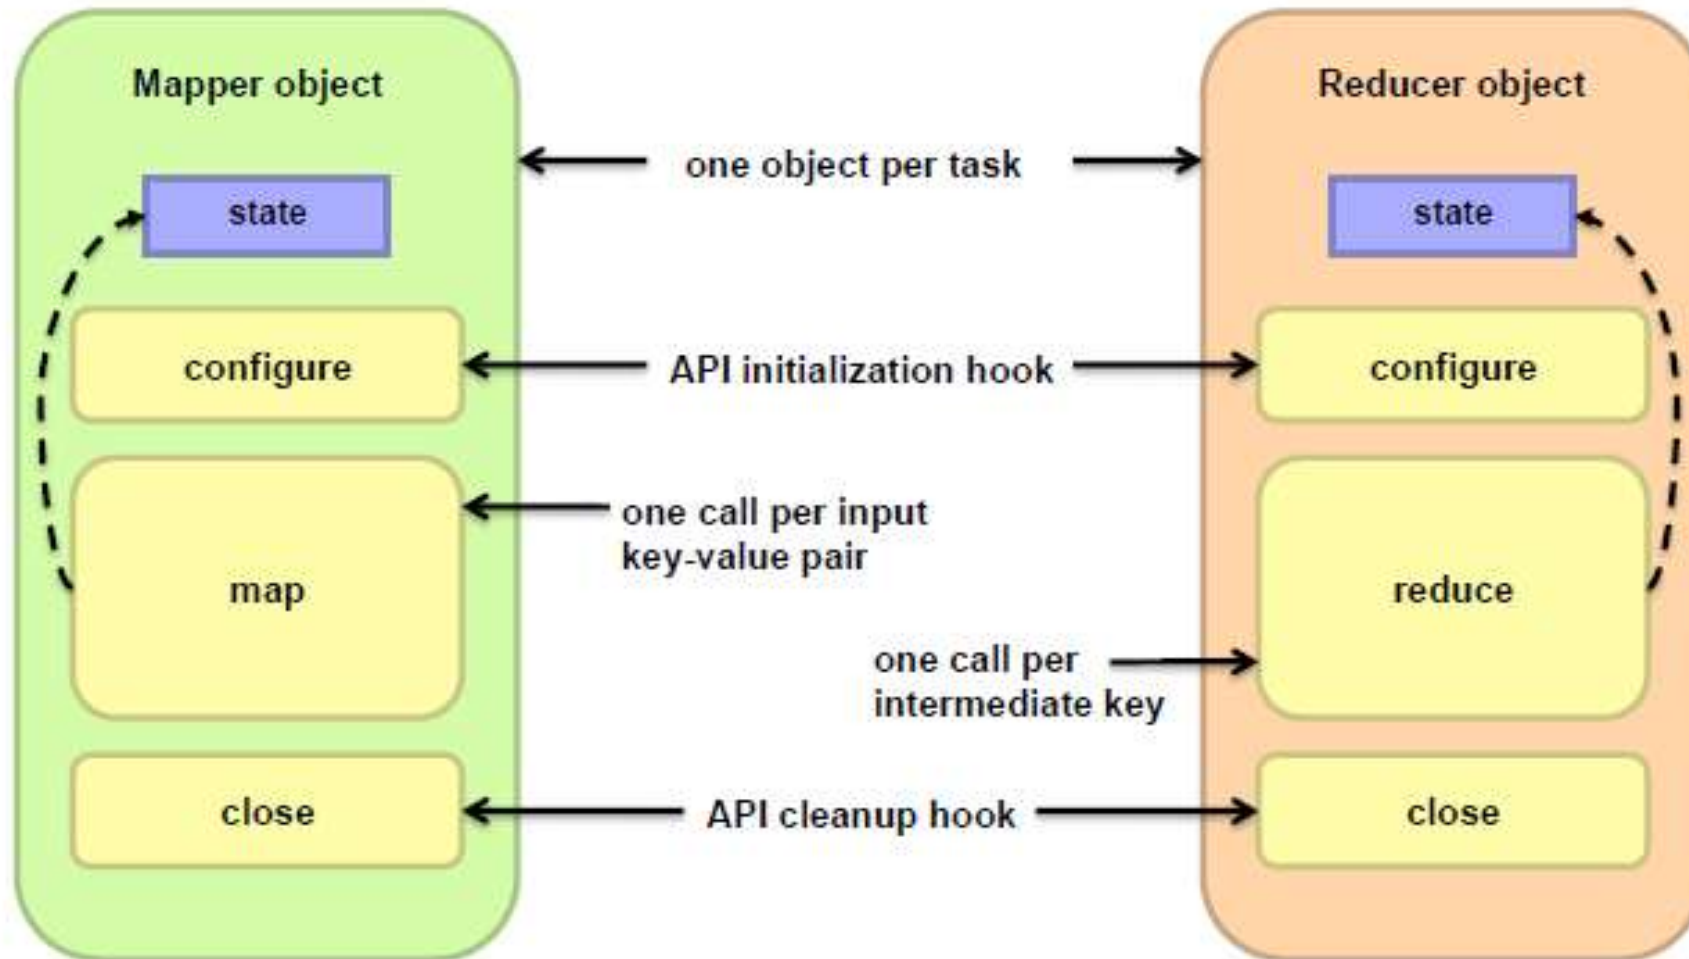 Mapper object
Reducer object
one object per task
state
state
configure
API initialization hook
configure
one call per input
key-value pair
map
reduce
one call per
intermediate key
close
API cleanup hook
close